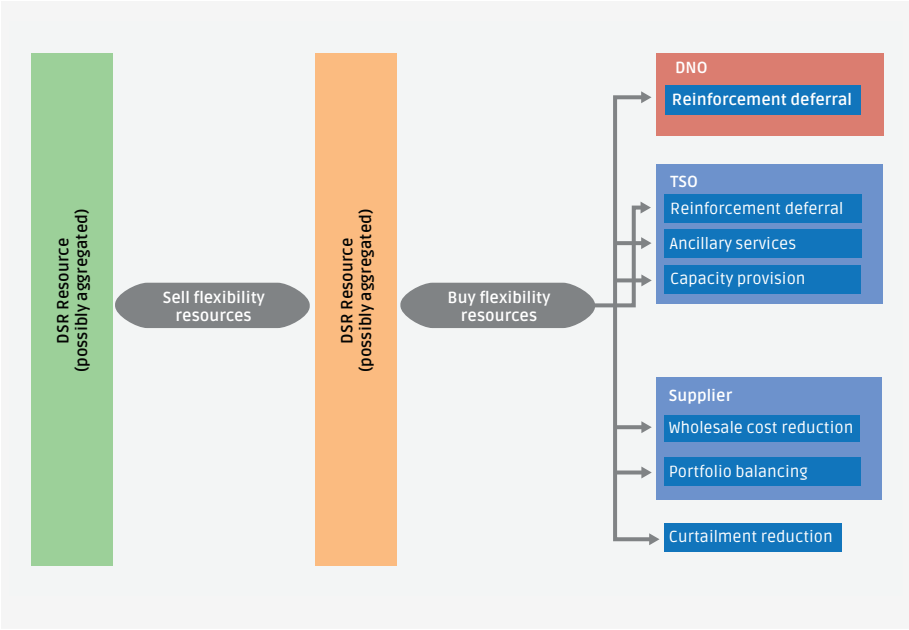 DSR Resource
(possibly aggregated)
Sell flexibility
resources
DSR Resource
(possibly aggregated)
Buy flexibility
resources
DNO
Reinforcement deferral
TSO
Reinforcement deferral
Ancillary services
Capacity provision
Supplier
Wholesale cost reduction
Portfolio balancing
Curtailment reduction